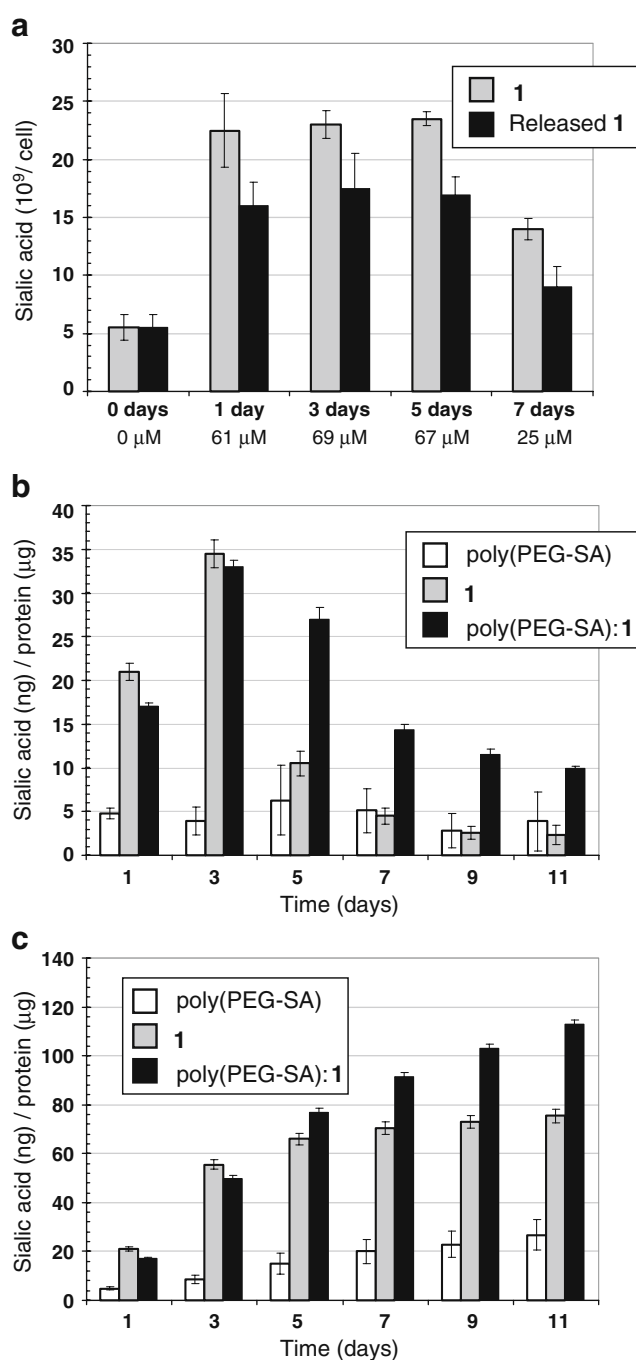 a
Sialic acid (10⁹/ cell)
30
25
20
15
10
5
0
1
Released 1
0 days 1 day 3 days 5 days 7 days
0 μM 61 μM 69 μM 67 μM 25 μM
b
Sialic acid (ng) / protein (μg)
40
35
30
25
20
15
10
5
0
poly(PEG-SA)
1
poly(PEG-SA):1
1 3 5 7 9 11
Time (days)
c
Sialic acid (ng) / protein (μg)
140
120
100
80
60
40
20
0
poly(PEG-SA)
1
poly(PEG-SA):1
1 3 5 7 9 11
Time (days)